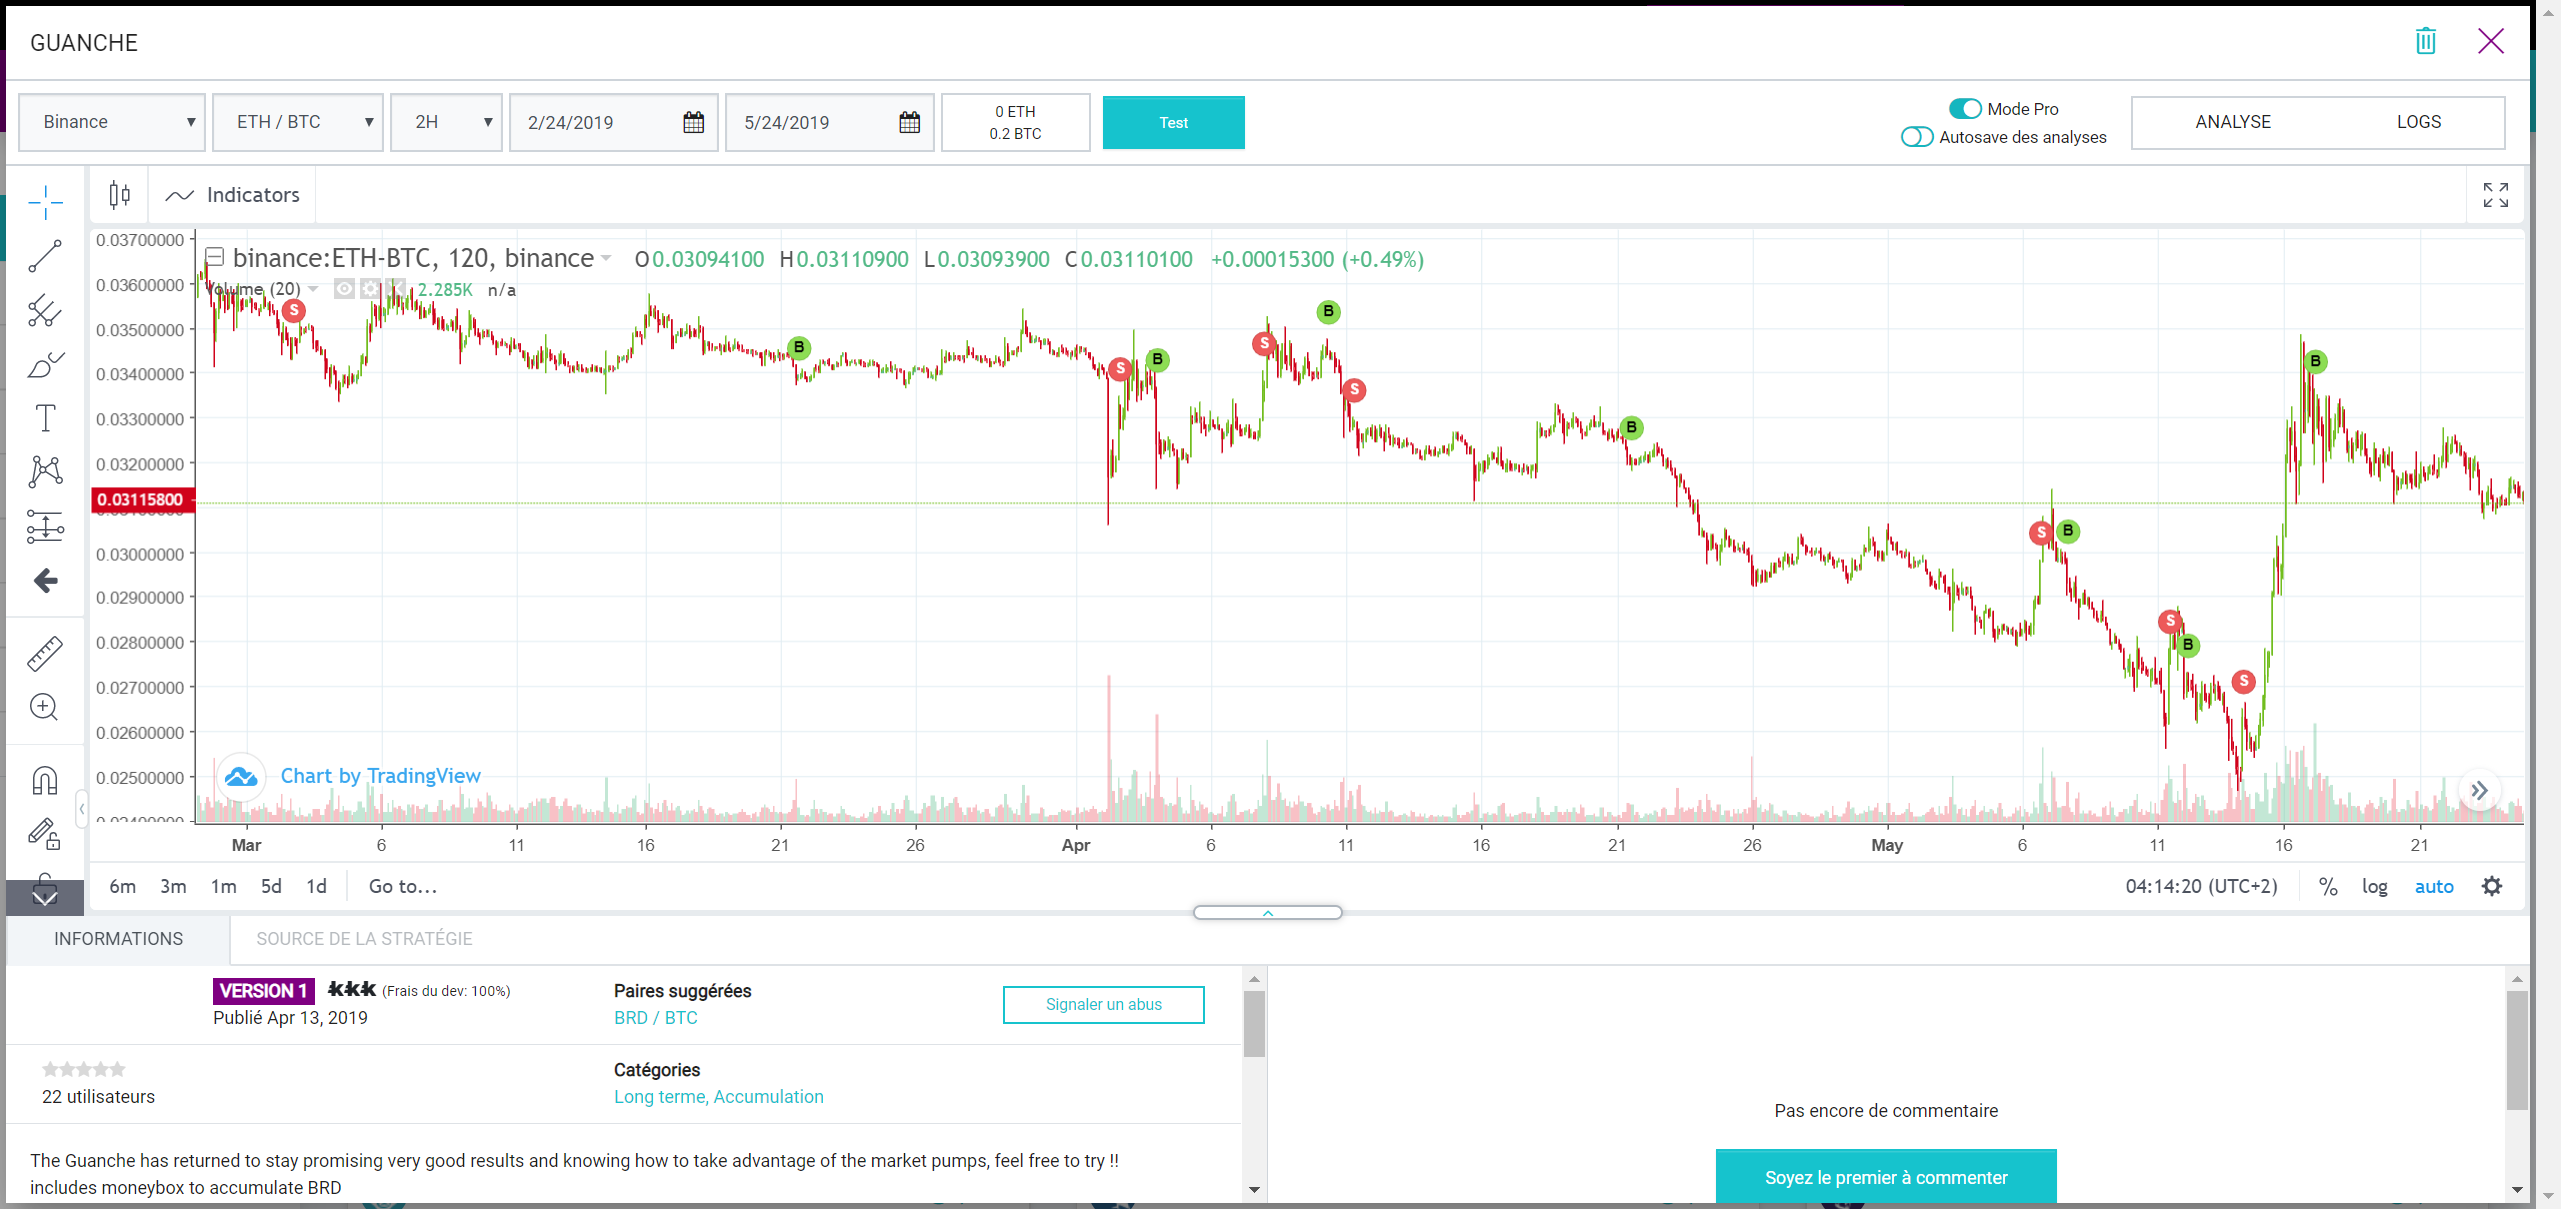 GUANCHE
Binance
ETH / BTC
2H
2/24/2019
5/24/2019
0 ETH
0.2 BTC
Test
Mode Pro
Autosave des analyses
ANALYSE
LOGS
Indicators
binance:ETH-BTC, 120, binance
O0.03094100 H0.03110900 L0.03093900 C0.03110100 +0.00015300 (+0.49%)
Volume (20) 2.285K n/a
0.03700000
0.03600000
0.03500000
0.03400000
0.03300000
0.03200000
0.03115800
0.03000000
0.02900000
0.02800000
0.02700000
0.02600000
0.02500000
0.02400000
S
B
S
B
S
B
S
B
S
B
S
B
S
B
Chart by TradingView
Mar 6 11 16 21 26 Apr 6 11 16 21 26 May 6 11 16 21
6m 3m 1m 5d 1d Go to...
04:14:20 (UTC+2) % log auto
INFORMATIONS
SOURCE DE LA STRATÉGIE
VERSION 1 kkk (Frais du dev: 100%)
Publié Apr 13, 2019
Paires suggérées
BRD / BTC
Signaler un abus
22 utilisateurs
Catégories
Long terme, Accumulation
The Guanche has returned to stay promising very good results and knowing how to take advantage of the market pumps, feel free to try !!
includes moneybox to accumulate BRD
Pas encore de commentaire
Soyez le premier à commenter